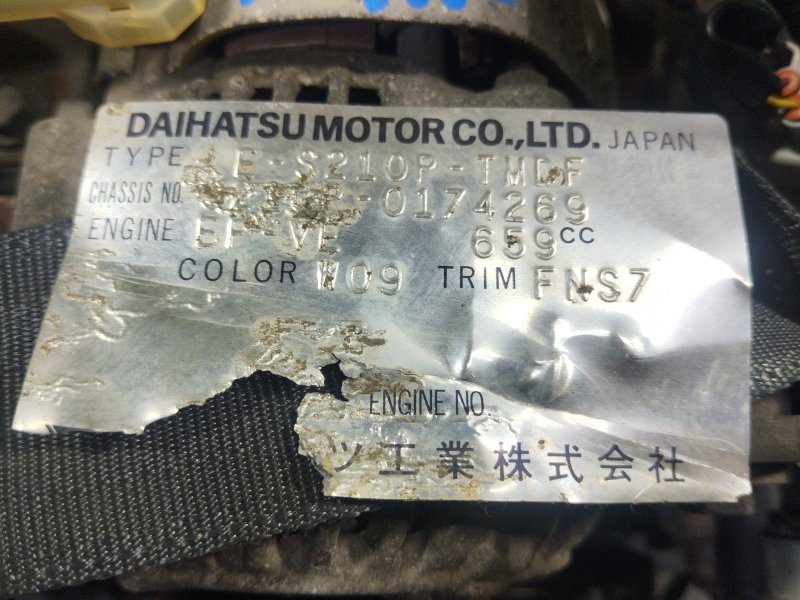 DAIHATSU MOTOR CO.,LTD. JAPAN
TYPE LE-S210P-TMDF
CHASSIS NO. 0174269
ENGINE EF-VE 659CC
COLOR W09 TRIM FNS7
ENGINE NO.
ツ工業株式会社